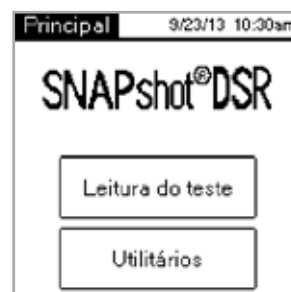 Principal 9/23/13 10:30am
SNAPshot®DSR
Leitura do teste
Utilitários